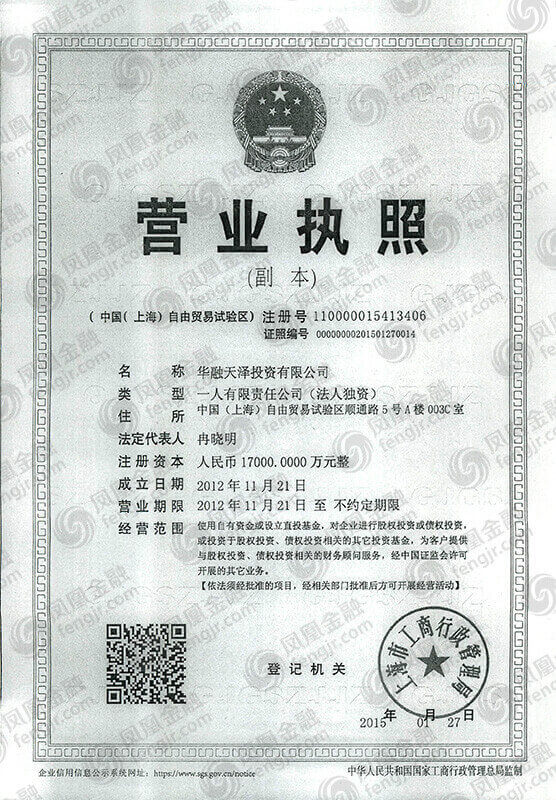 营业执照
(副 本)
(中国(上海)自由贸易试验区) 注册号 110000015413406
证照编号 00000000201501270014
名 称 华融天泽投资有限公司
类 型 一人有限责任公司(法人独资)
住 所 中国(上海)自由贸易试验区顺通路5号A楼003C室
法定代表人 冉晓明
注册资本 人民币17000.0000万元整
成立日期 2012年11月21日
营业期限 2012年11月21日 至 不约定期限
经营范围 使用自有资金或设立直投基金,对企业进行股权投资或债权投资,
或投资于股权投资、债权投资相关的其它投资基金,为客户提供
与股权投资、债权投资相关的财务顾问服务,经中国证监会许可
开展的其它业务。
【依法须经批准的项目,经相关部门批准后方可开展经营活动】
登记机关
上海市工商行政管理局
2015年 01月 27日
企业信用信息公示系统网址: https://www.sgs.gov.cn/notice
中华人民共和国国家工商行政管理总局监制
凤凰金融
fengjr.com